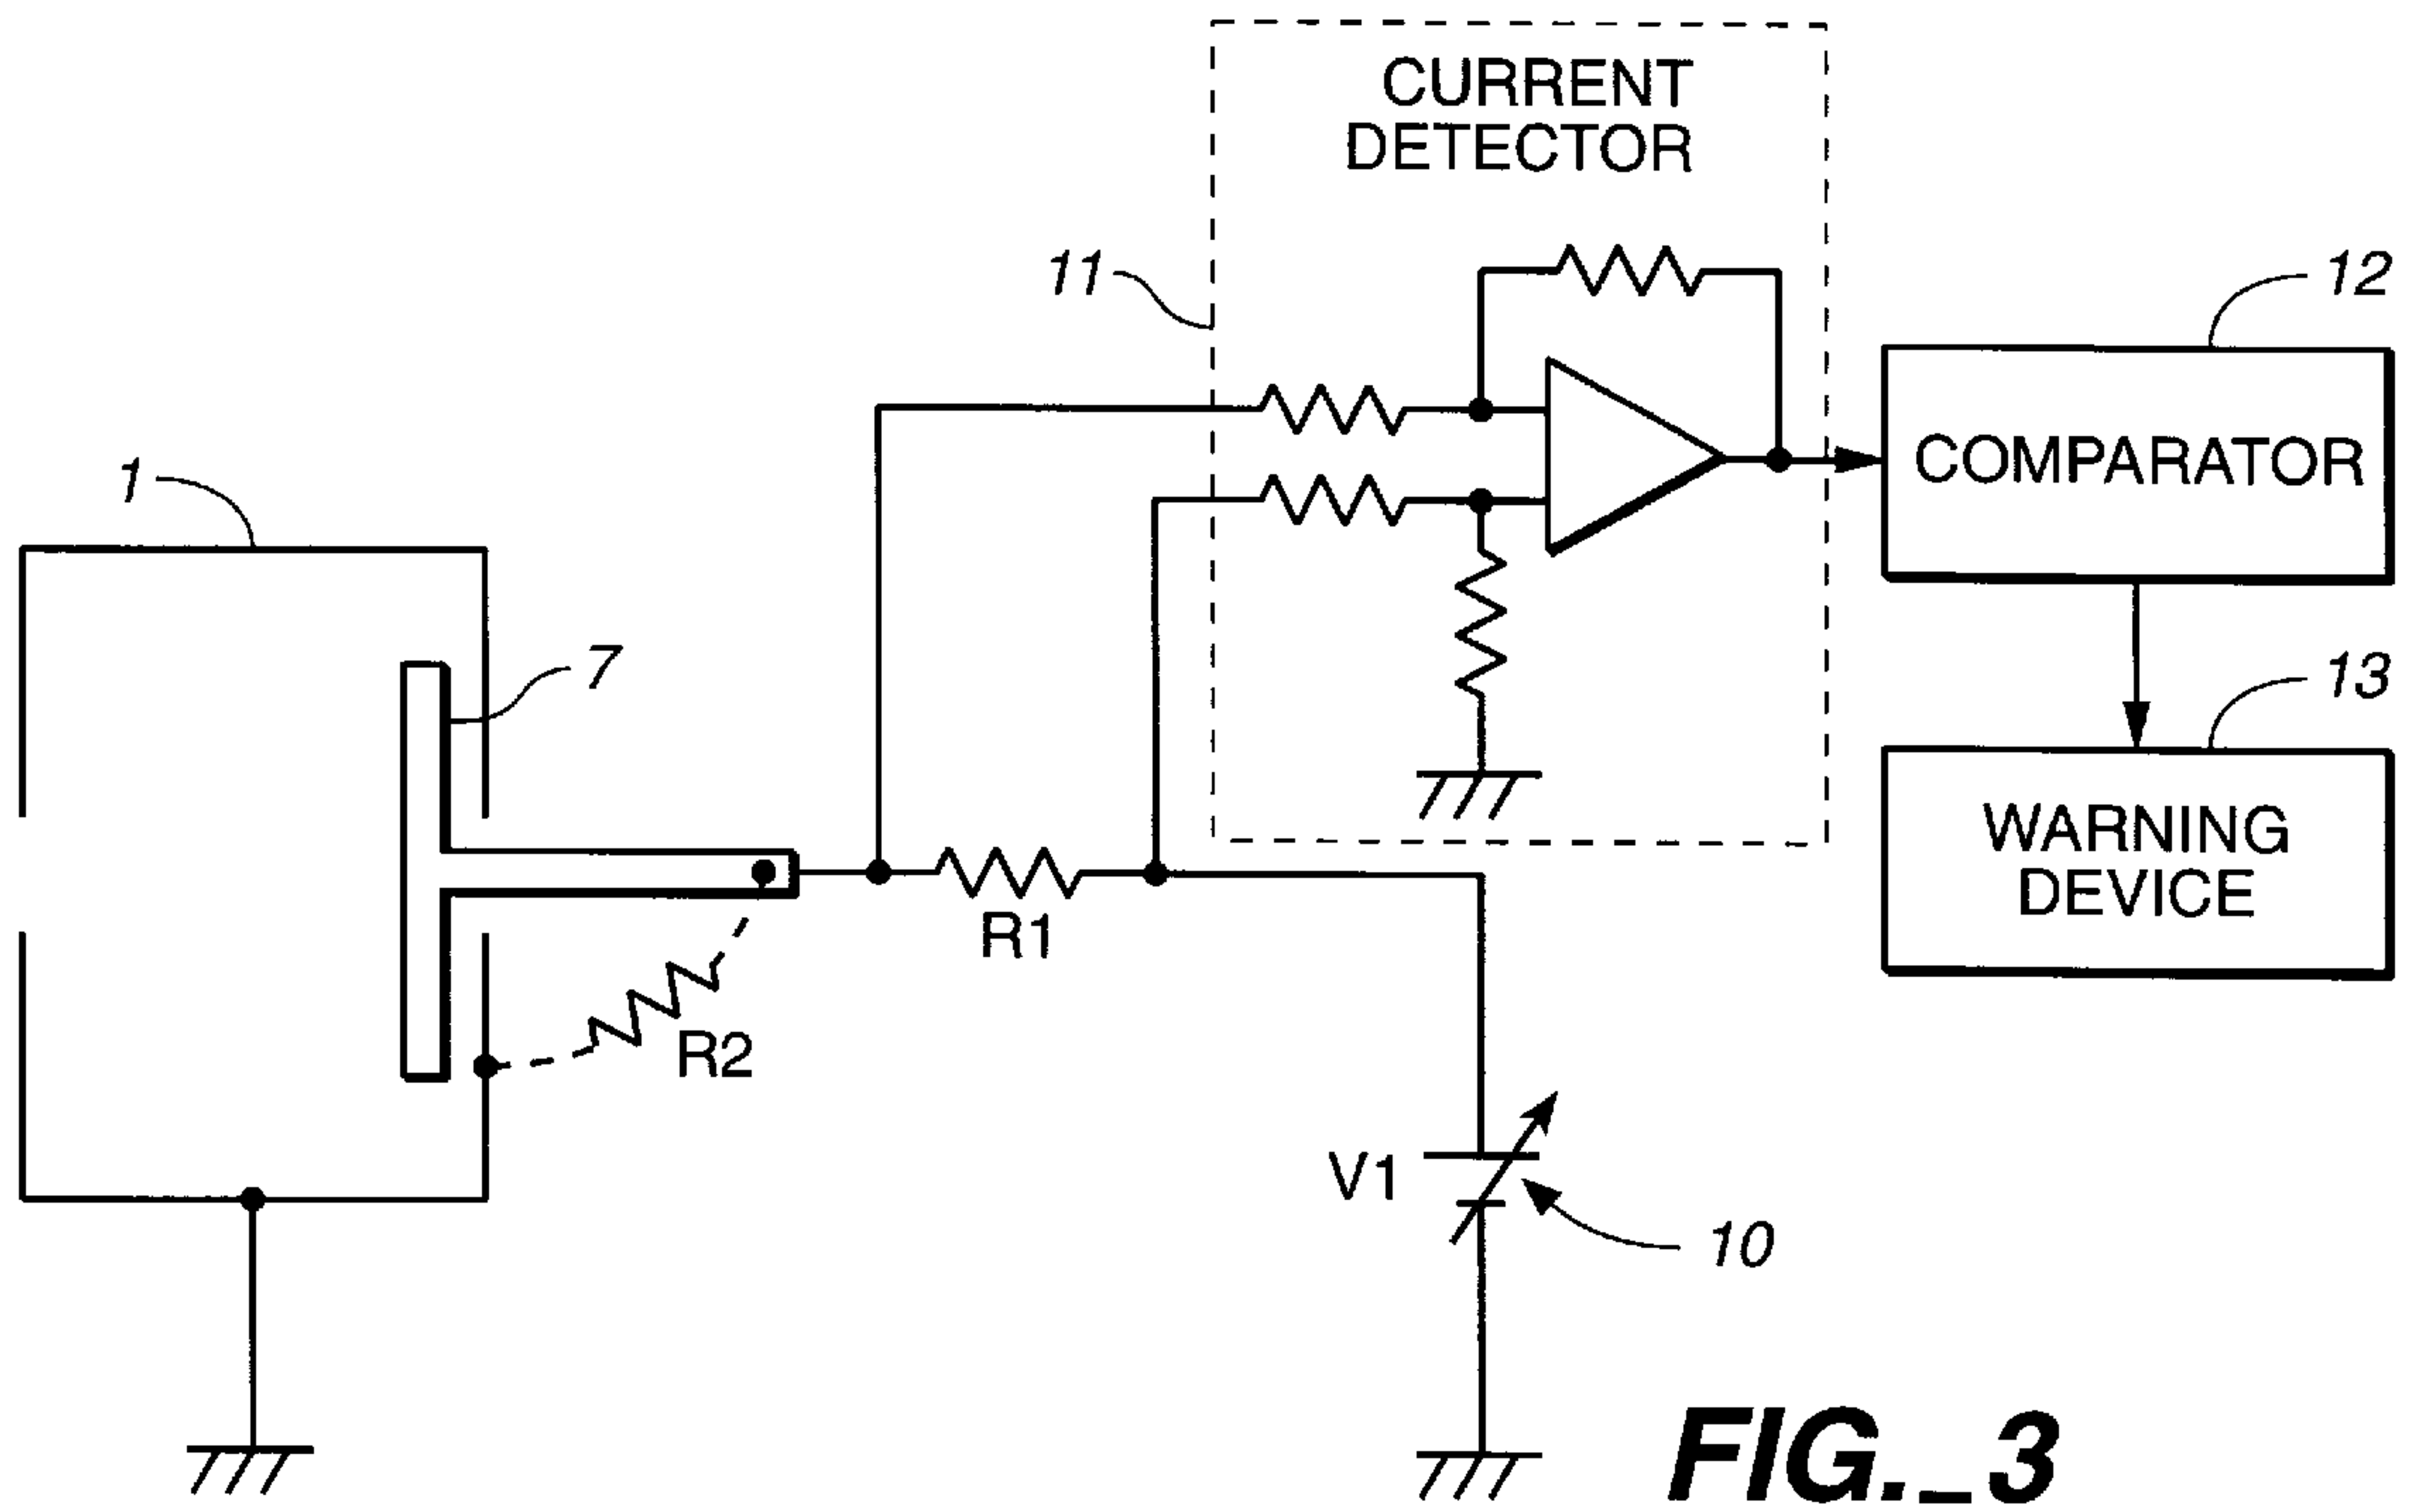 CURRENT
DETECTOR
11
12
COMPARATOR
1
7
13
WARNING
DEVICE
R1
R2
V1
10
FIG._3